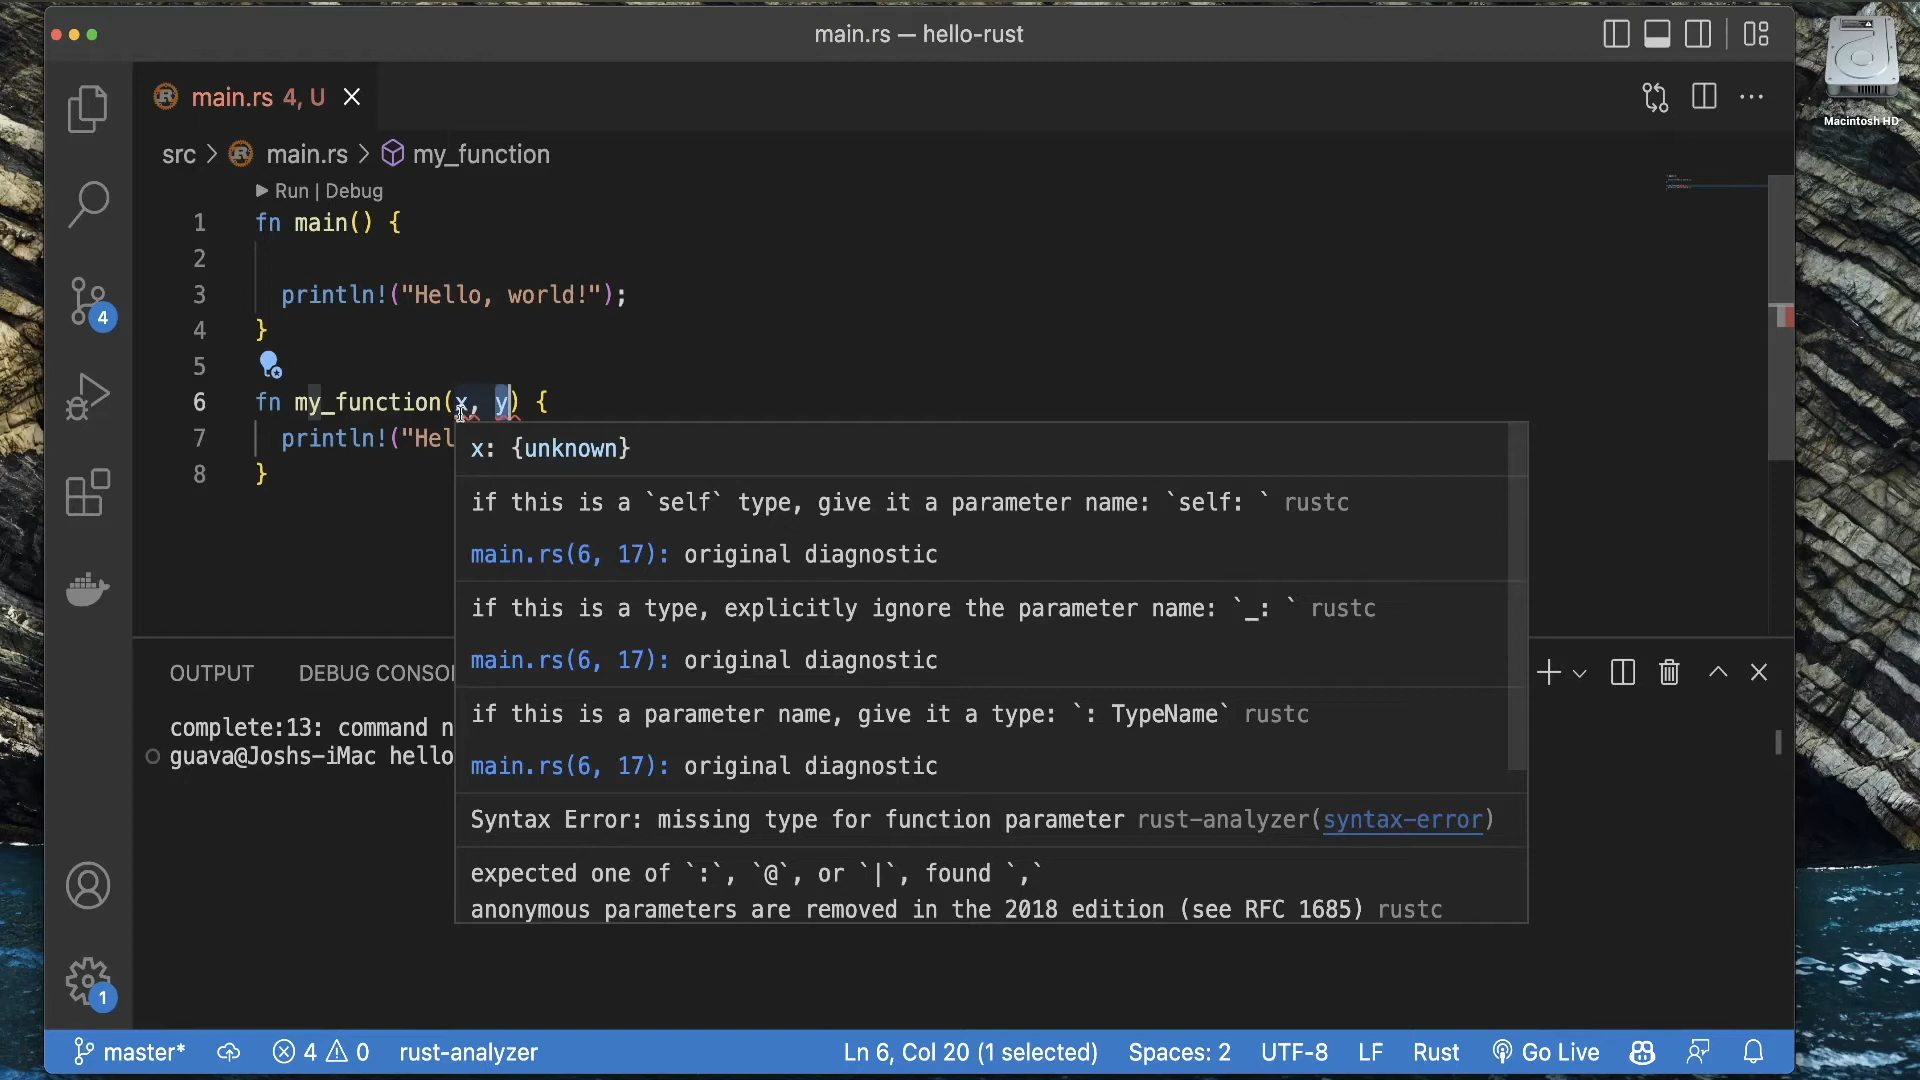 main.rs — hello-rust
Macintosh HD
main.rs 4, U
src > main.rs > my_function
Run | Debug
1 fn main() {
2
3 println!("Hello, world!");
4 }
5
6 fn my_function(x, y) {
7 println!("Hel
8 }
x: {unknown}
if this is a `self` type, give it a parameter name: `self: ` rustc
main.rs(6, 17): original diagnostic
if this is a type, explicitly ignore the parameter name: `_: ` rustc
main.rs(6, 17): original diagnostic
if this is a parameter name, give it a type: `: TypeName` rustc
main.rs(6, 17): original diagnostic
Syntax Error: missing type for function parameter rust-analyzer(syntax-error)
expected one of `:`, `@`, or `|`, found `,`
anonymous parameters are removed in the 2018 edition (see RFC 1685) rustc
4
OUTPUT DEBUG CONSOL
complete:13: command n
guava@Joshs-iMac hello
1
master* 4 0 rust-analyzer Ln 6, Col 20 (1 selected) Spaces: 2 UTF-8 LF Rust Go Live